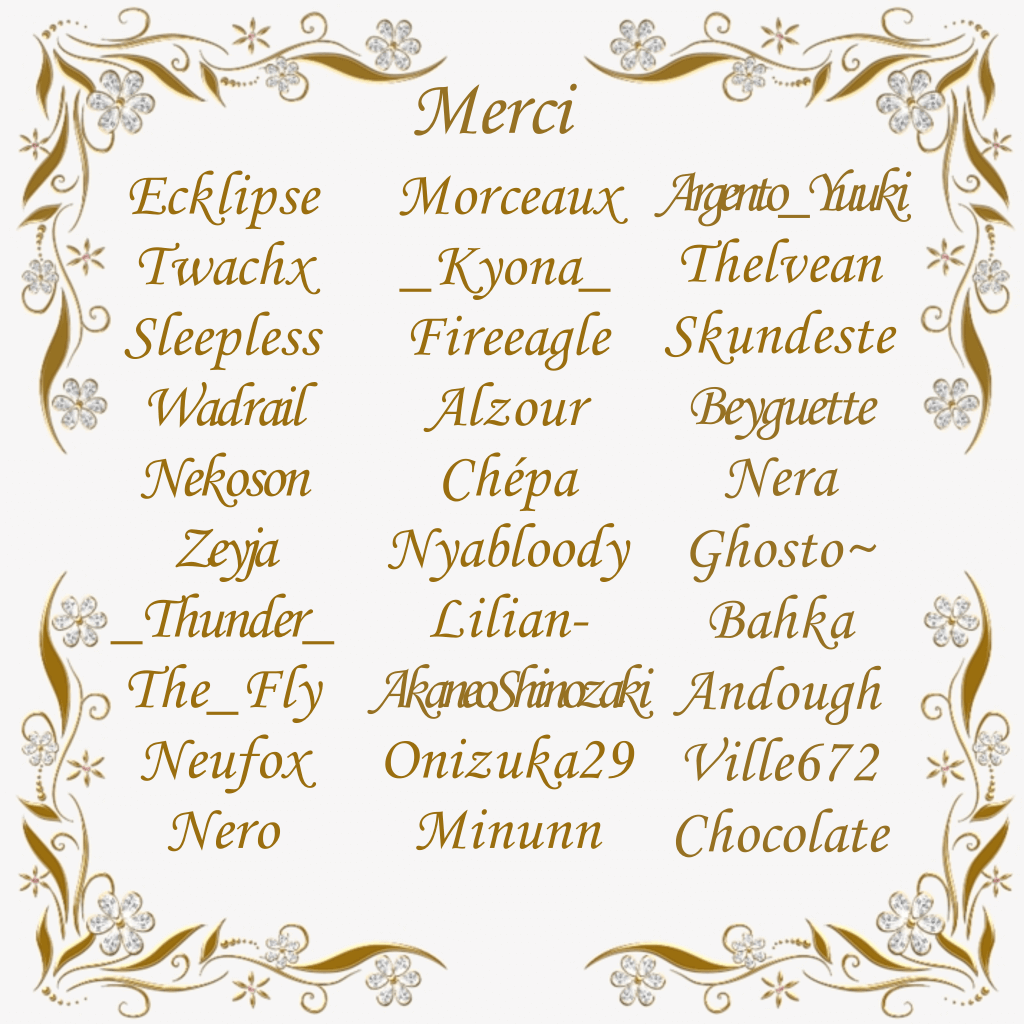 Merci
Ecklipse
Twachx
Sleepless
Wadrail
Nekoson
Zeyja
_Thunder_
The_Fly
Neufox
Nero
Morceaux
_Kyona_
Fireeagle
Alzour
Chépa
Nyabloody
Lilian-
AkaneoShinozaki
Onizuka29
Minunn
Argento_Yuuki
Thelvean
Skundeste
Beyguette
Nera
Ghosto~
Bahka
Andough
Ville672
Chocolate